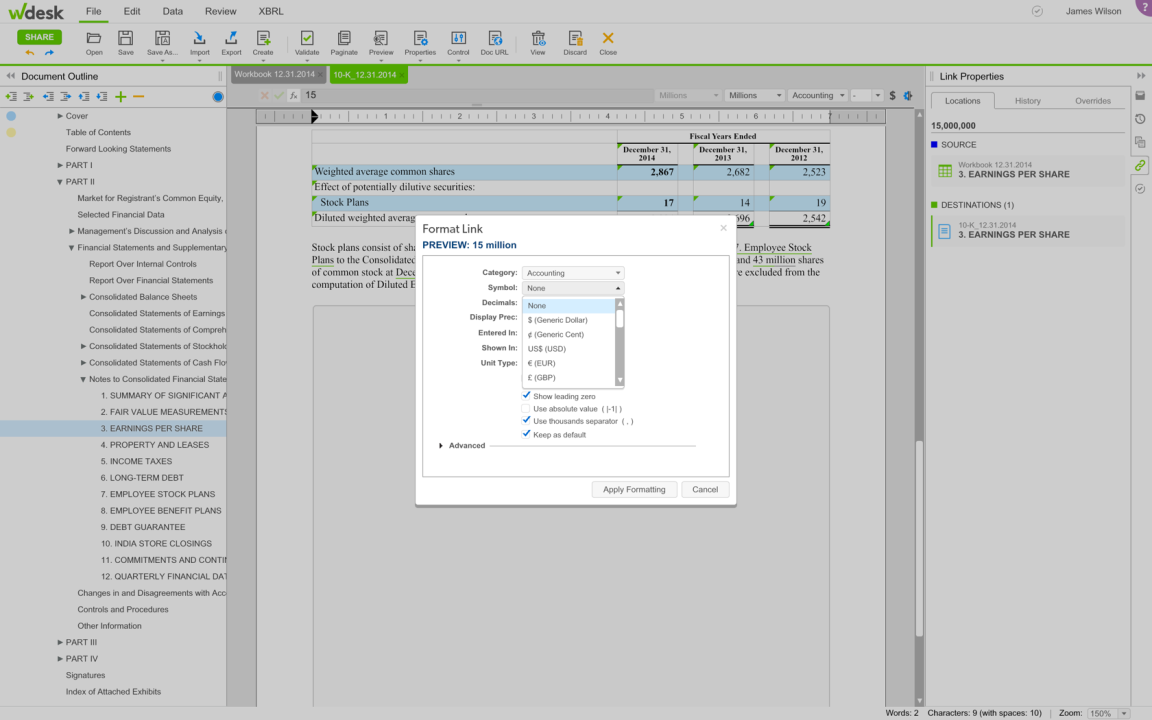 wdesk
File Edit Data Review XBRL
James Wilson
?
SHARE
Open Save Save As... Import Export Create Validate Paginate Preview Properties Control Doc URL View Discard Close
Document Outline
Workbook 12.31.2014
10-K_12.31.2014
Link Properties
fx 15
Millions Millions Accounting - $
Locations History Overrides
Cover
Table of Contents
Forward Looking Statements
PART I
PART II
Market for Registrant's Common Equity,
Selected Financial Data
Management's Discussion and Analysis
Financial Statements and Supplementary
Report Over Internal Controls
Report Over Financial Statements
Consolidated Balance Sheets
Consolidated Statements of Earnings
Consolidated Statements of Compreh
Consolidated Statements of Stockhol
Consolidated Statements of Cash Flo
Notes to Consolidated Financial State
1. SUMMARY OF SIGNIFICANT A
2. FAIR VALUE MEASUREMENTS
3. EARNINGS PER SHARE
4. PROPERTY AND LEASES
5. INCOME TAXES
6. LONG-TERM DEBT
7. EMPLOYEE STOCK PLANS
8. EMPLOYEE BENEFIT PLANS
9. DEBT GUARANTEE
10. INDIA STORE CLOSINGS
11. COMMITMENTS AND CONTI
12. QUARTERLY FINANCIAL DAT
Changes in and Disagreements with Acc
Controls and Procedures
Other Information
PART III
PART IV
Signatures
Index of Attached Exhibits
1 2 3 4 5 6 7
Fiscal Years Ended
December 31, 2014
December 31, 2013
December 31, 2012
Weighted average common shares 2,867 2,682 2,523
Effect of potentially dilutive securities:
Stock Plans 17 14 19
Diluted weighted averag 696 2,542
Stock plans consist of sha 7. Employee Stock
Plans to the Consolidated and 43 million shares
of common stock at Dece e excluded from the
computation of Diluted E
Format Link
PREVIEW: 15 million
Category: Accounting
Symbol: None
Decimals:
Display Prec:
Entered In:
Shown In:
Unit Type:
None
$ (Generic Dollar)
¢ (Generic Cent)
US$ (USD)
€ (EUR)
£ (GBP)
Show leading zero
Use absolute value ( |-1| )
Use thousands separator ( , )
Keep as default
Advanced
Apply Formatting Cancel
15,000,000
SOURCE
Workbook 12.31.2014
3. EARNINGS PER SHARE
DESTINATIONS (1)
10-K_12.31.2014
3. EARNINGS PER SHARE
Words: 2 Characters: 9 (with spaces: 10) Zoom: 150%